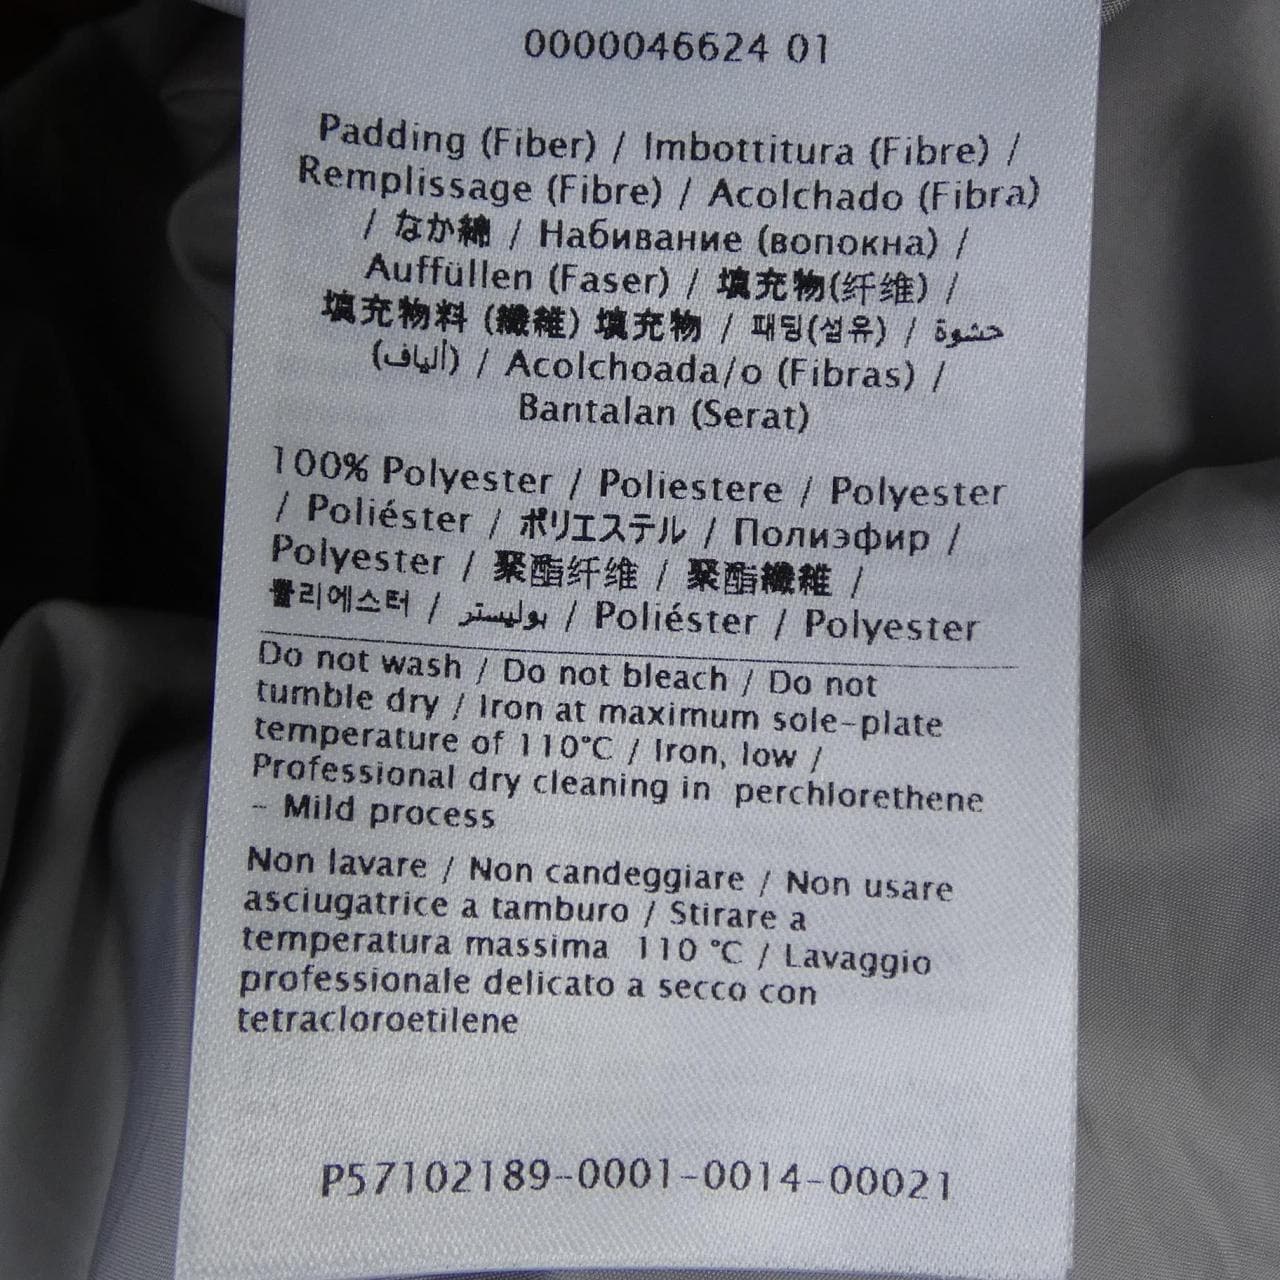 0000046624 01
Padding (Fiber) / Imbottitura (Fibre) /
Remplissage (Fibre) / Acolchado (Fibra)
/ なか綿 / Набивание (вопокна) /
Auffüllen (Faser) / 填充物(纤维) /
填充物料 (纖維) 填充物 / 패딩(섬유) / حشوة
(ألياف) / Acolchoada/o (Fibras) /
Bantalan (Serat)
100% Polyester / Poliestere / Polyester
/ Poliéster / ポリエステル / Полиэфир /
Polyester / 聚酯纤维 / 聚酯纖維 /
폴리에스터 / بوليستر / Poliéster / Polyester
Do not wash / Do not bleach / Do not
tumble dry / Iron at maximum sole-plate
temperature of 110°C / Iron, low /
Professional dry cleaning in perchlorethene
- Mild process
Non lavare / Non candeggiare / Non usare
asciugatrice a tamburo / Stirare a
temperatura massima 110 °C / Lavaggio
professionale delicato a secco con
tetracloroetilene
P57102189-0001-0014-00021